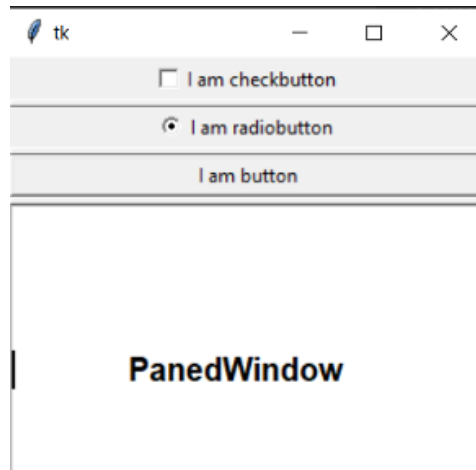 tk
I am checkbutton
I am radiobutton
I am button
PanedWindow